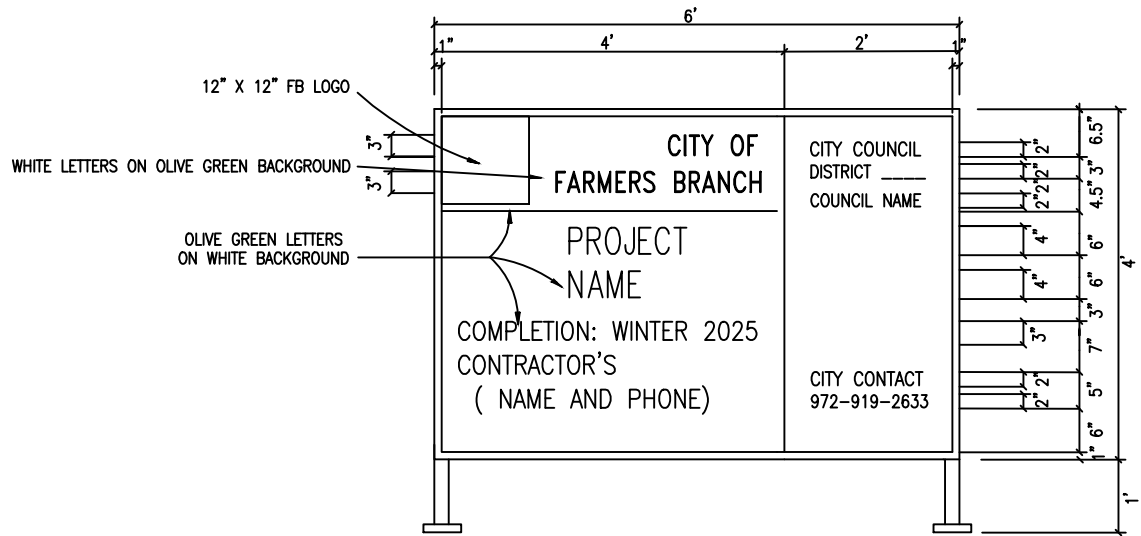 6'
1" 4' 2' 1"
12" X 12" FB LOGO
WHITE LETTERS ON OLIVE GREEN BACKGROUND
3"
3"
OLIVE GREEN LETTERS
ON WHITE BACKGROUND
CITY OF
FARMERS BRANCH
PROJECT
NAME
COMPLETION: WINTER 2025
CONTRACTOR'S
( NAME AND PHONE)
CITY COUNCIL
DISTRICT ____
COUNCIL NAME
CITY CONTACT
972-919-2633
2"
2"
2"
2"
4"
4"
3"
2"
2"
6.5"
3"
4.5"
6"
6"
3"
7"
5"
6"
1"
4'
1'